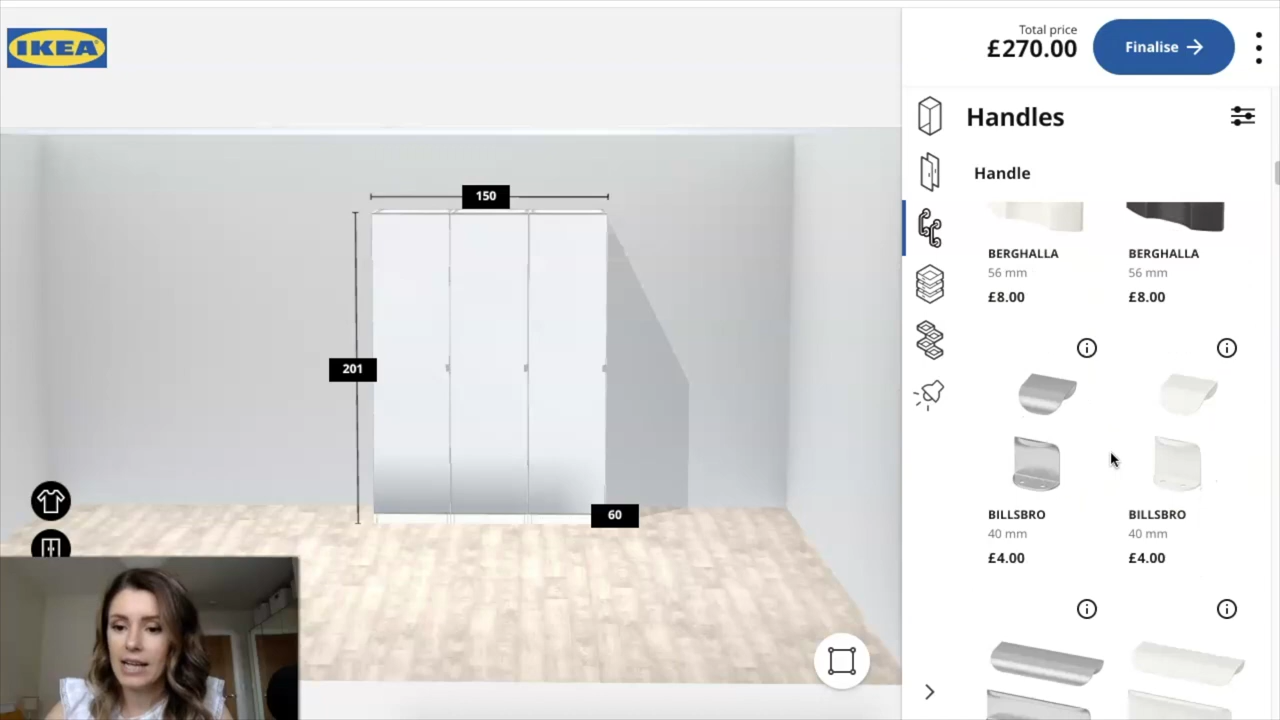 IKEA
Total price
£270.00
Finalise
Handles
Handle
BERGHALLA
56 mm
£8.00
BERGHALLA
56 mm
£8.00
150
201
60
BILLSBRO
40 mm
£4.00
BILLSBRO
40 mm
£4.00